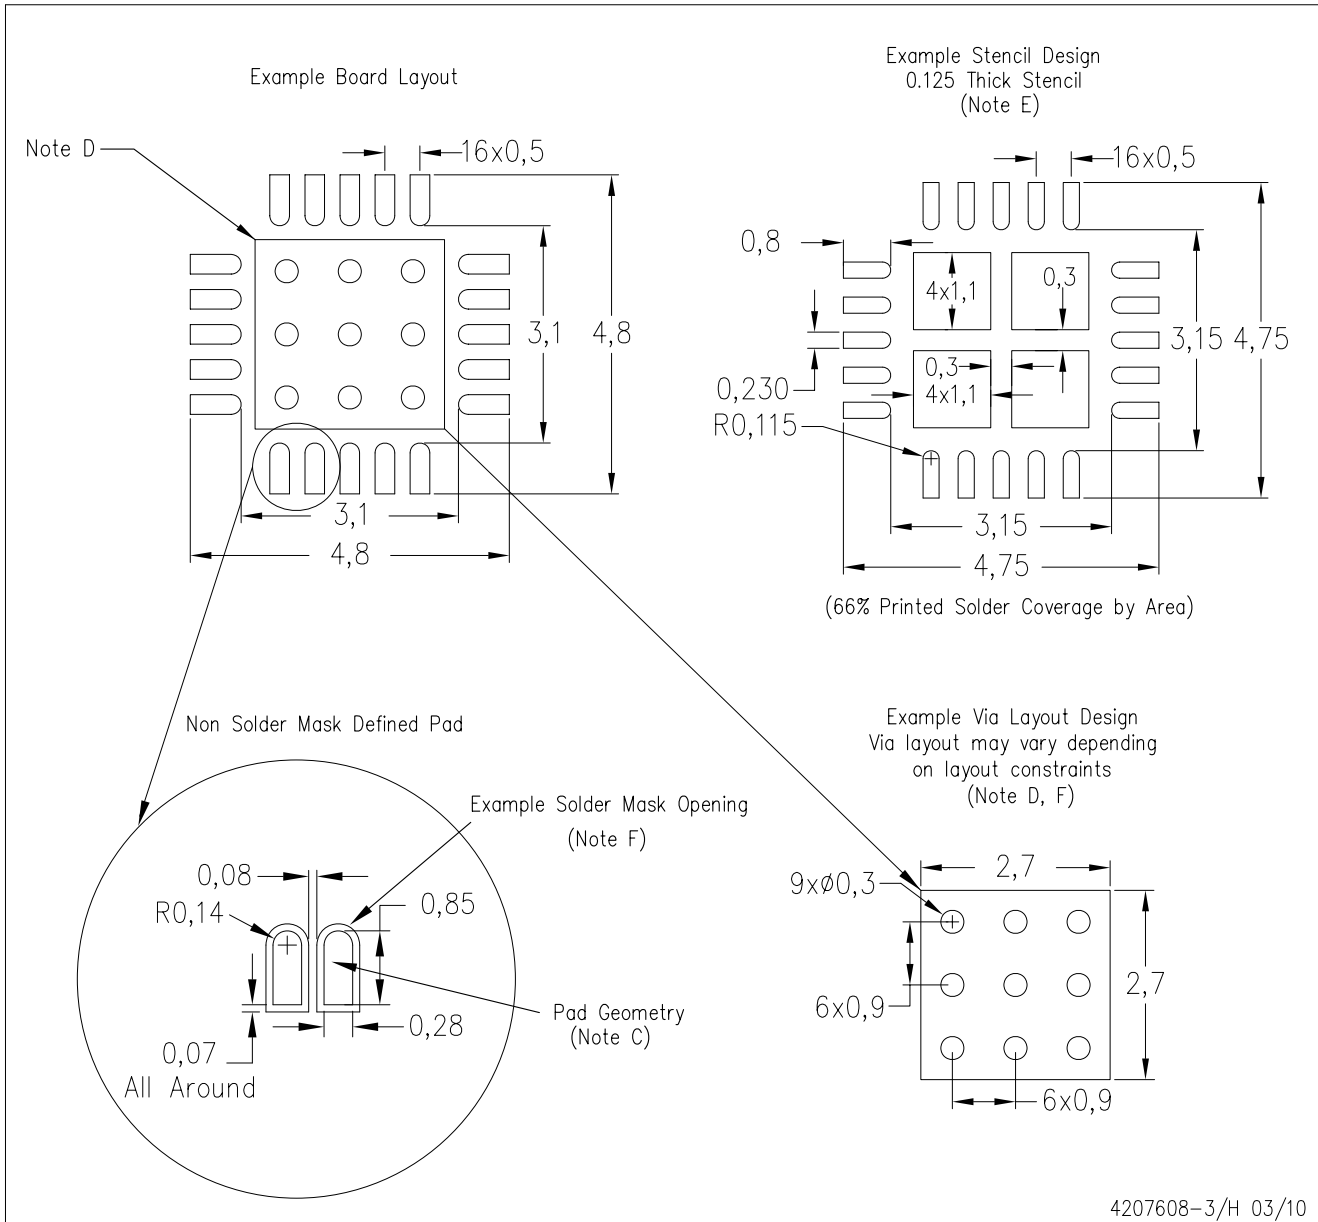 Example Board Layout
Note D
16x0,5
3,1
4,8
3,1
4,8
Example Stencil Design
0.125 Thick Stencil
(Note E)
16x0,5
0,8
4x1,1
0,3
3,15
4,75
0,3
4x1,1
0,230
R0,115
3,15
4,75
(66% Printed Solder Coverage by Area)
Non Solder Mask Defined Pad
Example Solder Mask Opening
(Note F)
0,08
R0,14
0,85
0,28
0,07
All Around
Pad Geometry
(Note C)
Example Via Layout Design
Via layout may vary depending
on layout constraints
(Note D, F)
2,7
9xø0,3
6x0,9
2,7
6x0,9
4207608-3/H 03/10